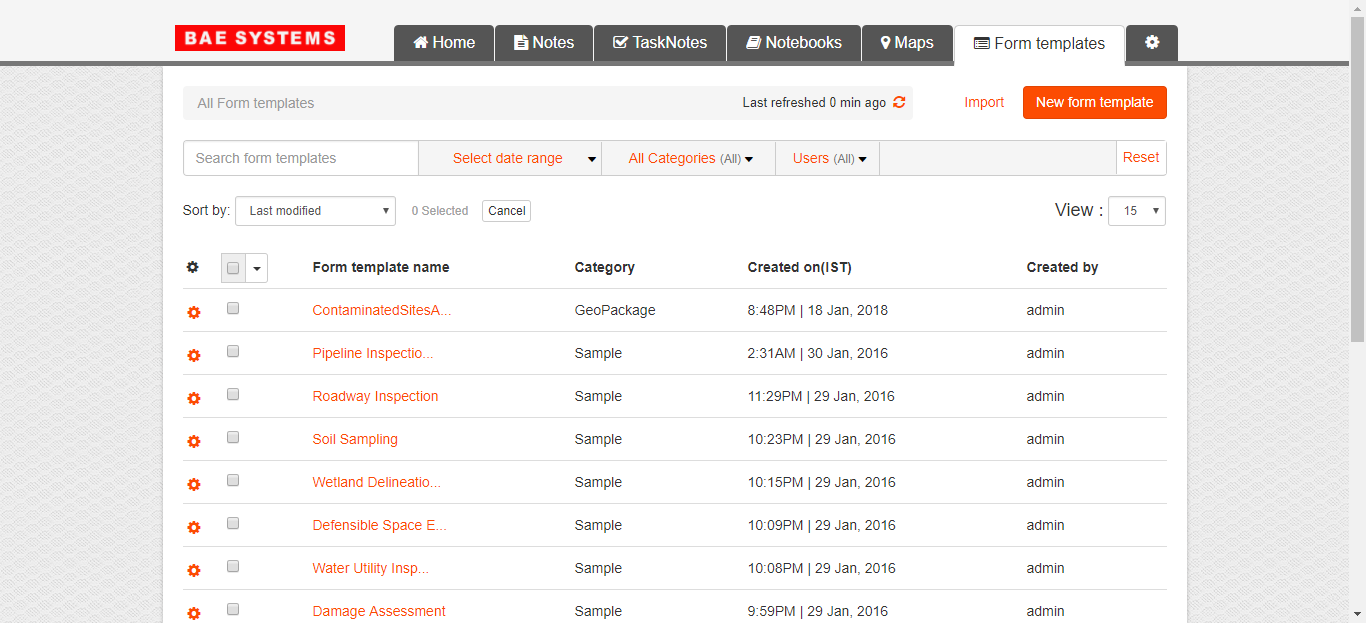 BAE SYSTEMS
Home Notes TaskNotes Notebooks Maps Form templates
All Form templates Last refreshed 0 min ago Import New form template
Search form templates Select date range All Categories (All) Users (All) Reset
Sort by: Last modified 0 Selected Cancel View : 15
Form template name Category Created on(IST) Created by
ContaminatedSitesA... GeoPackage 8:48PM | 18 Jan, 2018 admin
Pipeline Inspectio... Sample 2:31AM | 30 Jan, 2016 admin
Roadway Inspection Sample 11:29PM | 29 Jan, 2016 admin
Soil Sampling Sample 10:23PM | 29 Jan, 2016 admin
Wetland Delineatio... Sample 10:15PM | 29 Jan, 2016 admin
Defensible Space E... Sample 10:09PM | 29 Jan, 2016 admin
Water Utility Insp... Sample 10:08PM | 29 Jan, 2016 admin
Damage Assessment Sample 9:59PM | 29 Jan, 2016 admin